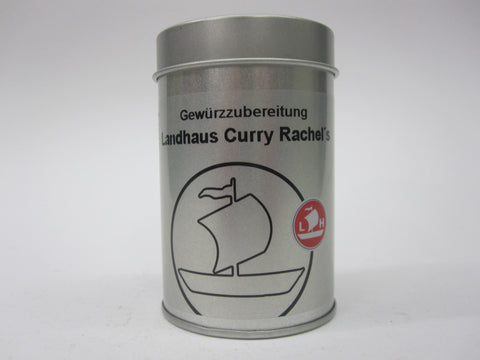 Gewürzzubereitung
Landhaus Curry Rachel´s
L H